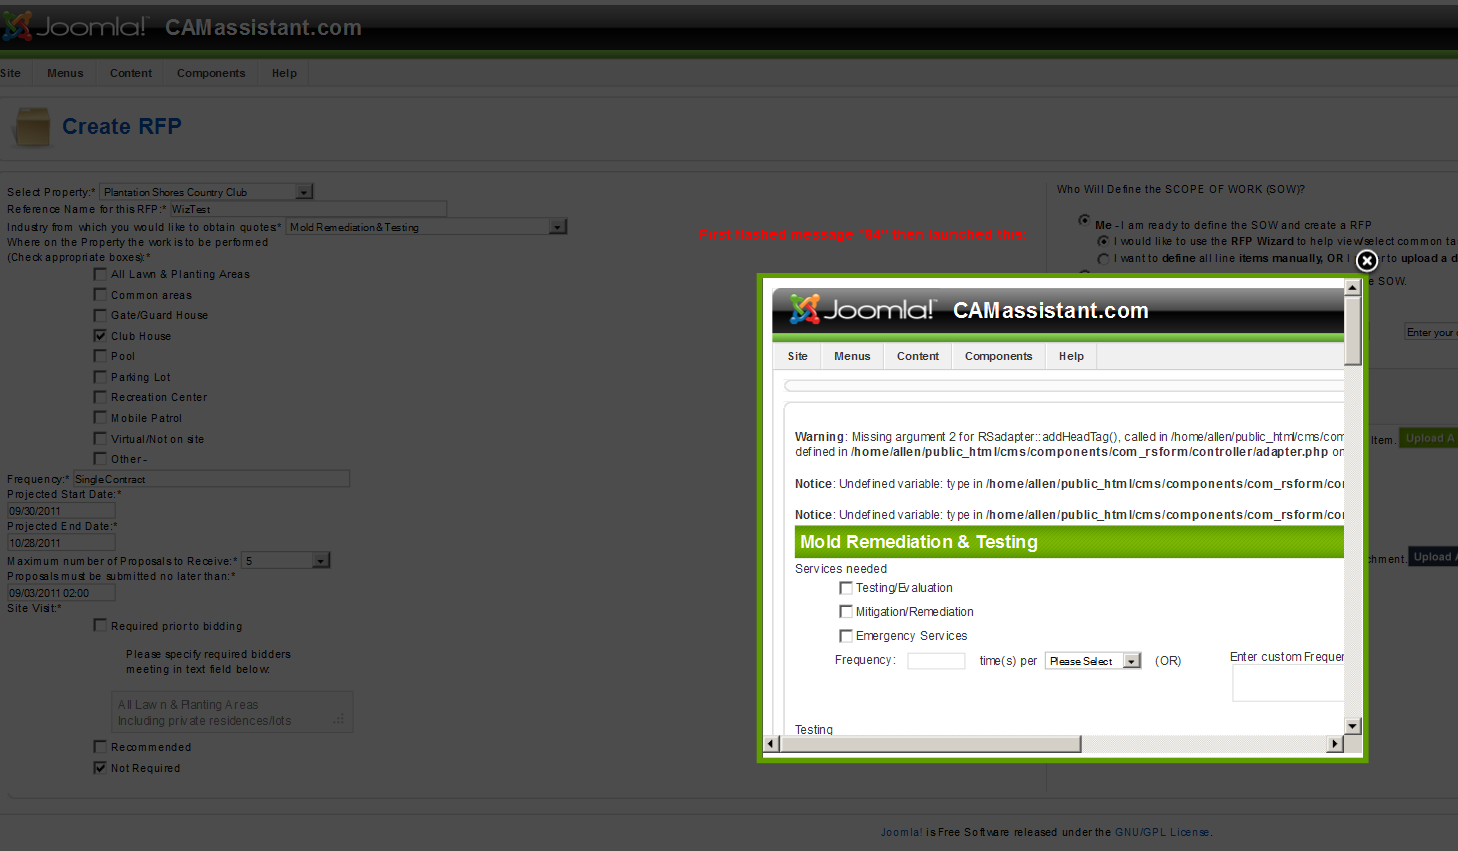 Joomla!™ CAMassistant.com
Site Menus Content Components Help
Create RFP
Select Property:* Plantation Shores Country Club
Reference Name for this RFP:* WizTest
Industry from which you would like to obtain quotes:* Mold Remediation & Testing
Where on the Property the work is to be performed
(Check appropriate boxes):*
All Lawn & Planting Areas
Common areas
Gate/Guard House
Club House
Pool
Parking Lot
Recreation Center
Mobile Patrol
Virtual/Not on site
Other -
Frequency:* Single Contract
Projected Start Date:*
09/30/2011
Projected End Date:*
10/28/2011
Maximum number of Proposals to Receive:* 5
Proposals must be submitted no later than:*
09/03/2011 02:00
Site Visit:*
Required prior to bidding
Please specify required bidders
meeting in text field below:
All Lawn & Planting Areas
Including private residences/lots
Recommended
Not Required
First flashed message "84" then launched this:
Who Will Define the SCOPE OF WORK (SOW)?
Me - I am ready to define the SOW and create a RFP
I would like to use the RFP Wizard to help view/select common ta
I want to define all line items manually, OR I to upload a d
e SOW.
Enter your
Item. Upload A
chment. Upload A
Joomla!™ CAMassistant.com
Site Menus Content Components Help
Warning: Missing argument 2 for RSadapter::addHeadTag(), called in /home/allen/public_html/cms/com
defined in /home/allen/public_html/cms/components/com_rsform/controller/adapter.php on
Notice: Undefined variable: type in /home/allen/public_html/cms/components/com_rsform/co
Notice: Undefined variable: type in /home/allen/public_html/cms/components/com_rsform/co
Mold Remediation & Testing
Services needed
Testing/Evaluation
Mitigation/Remediation
Emergency Services
Frequency: time(s) per Please Select (OR) Enter custom Frequen
Testing
Joomla! is Free Software released under the GNU/GPL License.